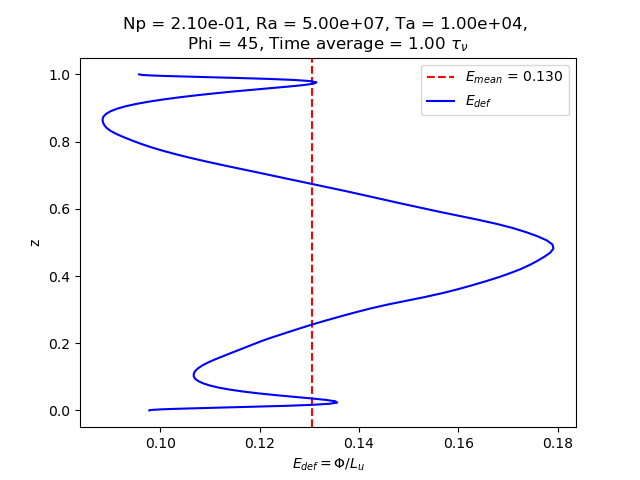 Np = 2.10e-01, Ra = 5.00e+07, Ta = 1.00e+04,
Phi = 45, Time average = 1.00 τ_ν
E_mean = 0.130
E_def
z
1.0
0.8
0.6
0.4
0.2
0.0
0.10 0.12 0.14 0.16 0.18
E_def = Φ/L_u